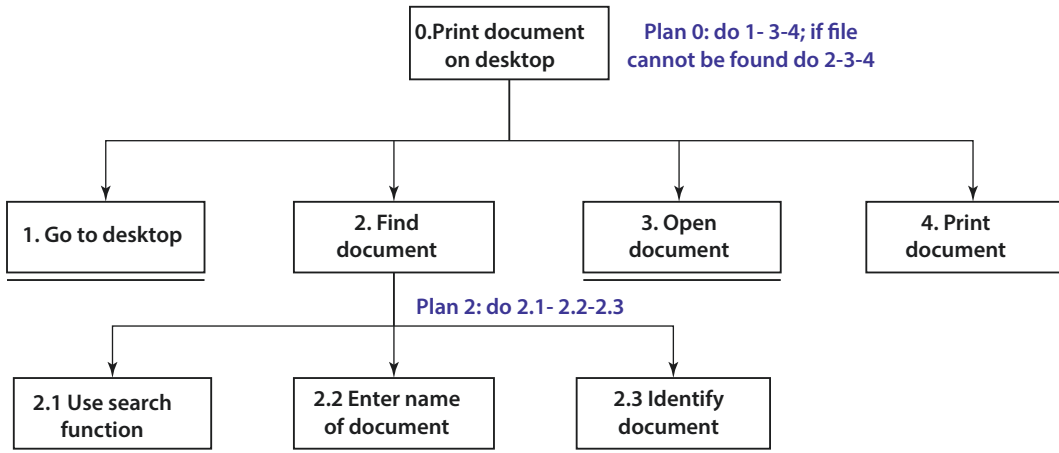 0.Print document
on desktop
Plan 0: do 1- 3-4; if file
cannot be found do 2-3-4
1. Go to desktop
2. Find
document
3. Open
document
4. Print
document
Plan 2: do 2.1- 2.2-2.3
2.1 Use search
function
2.2 Enter name
of document
2.3 Identify
document